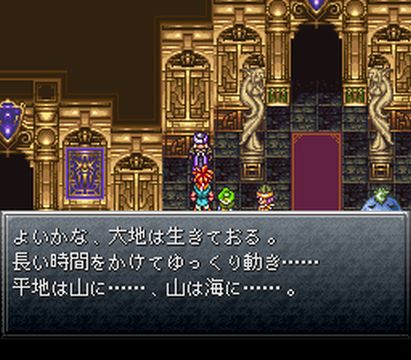 よいかな、大地は生きておる。
長い時間をかけてゆっくり動き……
平地は山に……、山は海に……。